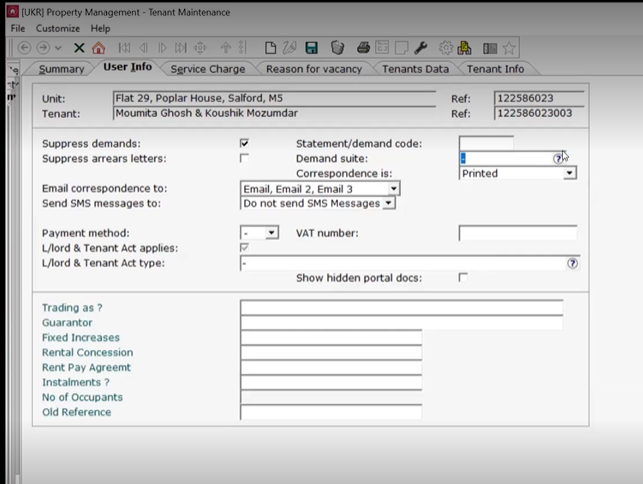 [UKR] Property Management - Tenant Maintenance
File Customize Help
Summary User Info Service Charge Reason for vacancy Tenants Data Tenant Info
Unit: Flat 29, Poplar House, Salford, M5 Ref: 122586023
Tenant: Moumita Ghosh & Koushik Mozumdar Ref: 122586023003
Suppress demands: Statement/demand code:
Suppress arrears letters: Demand suite: -
Correspondence is: Printed
Email correspondence to: Email, Email 2, Email 3
Send SMS messages to: Do not send SMS Messages
Payment method: - VAT number:
L/lord & Tenant Act applies:
L/lord & Tenant Act type: -
Show hidden portal docs:
Trading as ?
Guarantor
Fixed Increases
Rental Concession
Rent Pay Agreemt
Instalments ?
No of Occupants
Old Reference